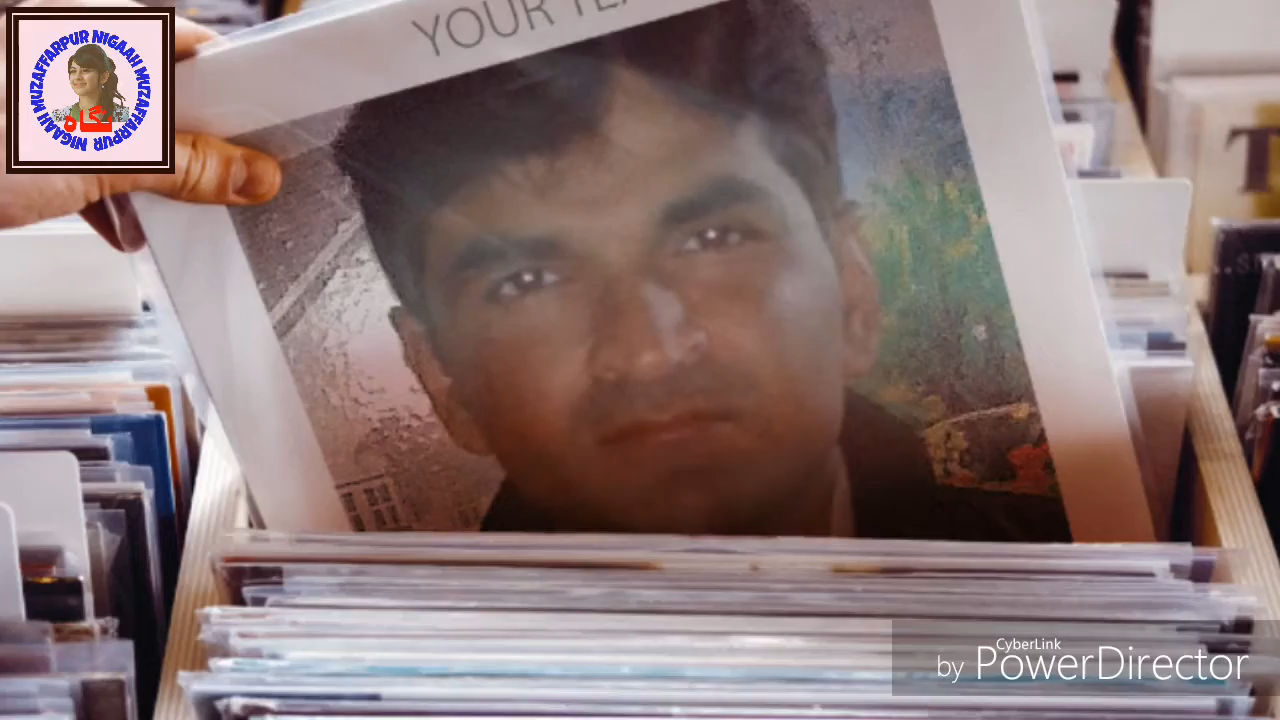 MUZAFFARPUR NIGAAH MUZAFFARPUR NIGAAH
نگاہ
YOUR
CyberLink
by PowerDirector